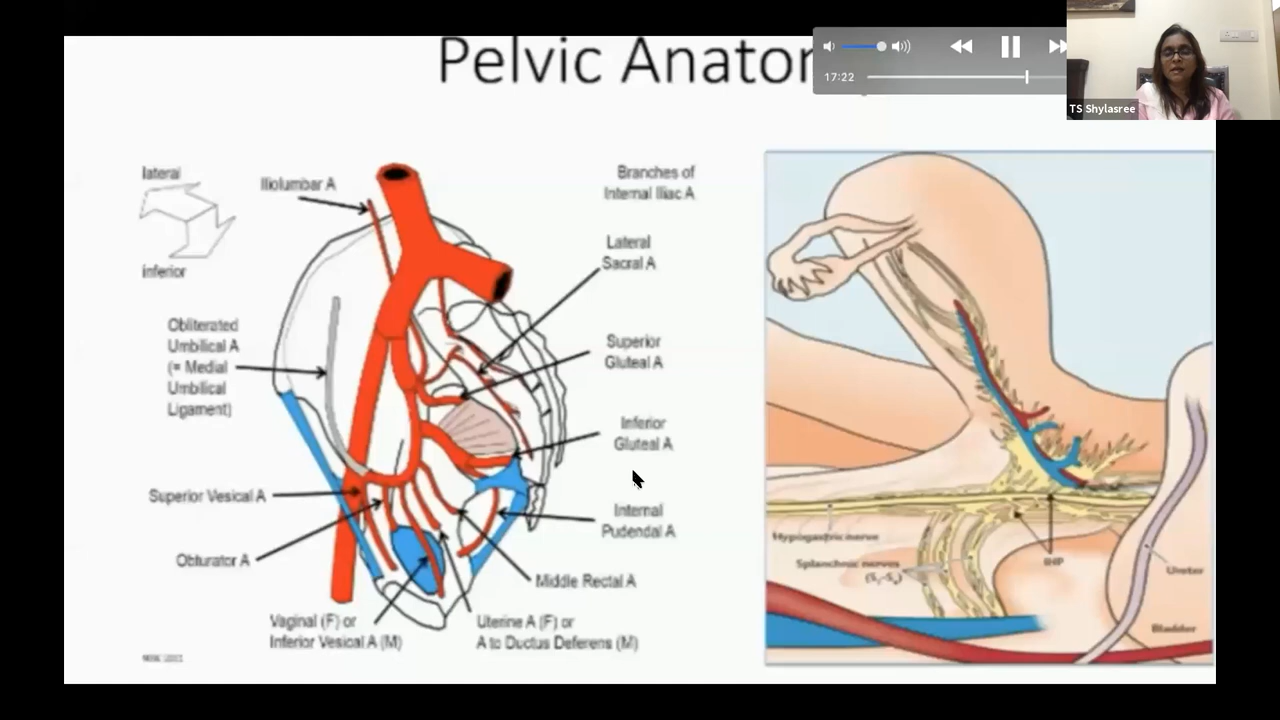 Pelvic Anatom
17:22
TS Shylasree
lateral
inferior
Iliolumbar A
Branches of
Internal Iliac A
Lateral
Sacral A
Obliterated
Umbilical A
(= Medial
Umbilical
Ligament)
Superior
Gluteal A
Inferior
Gluteal A
Superior Vesical A
Internal
Pudendal A
Obturator A
Middle Rectal A
Vaginal (F) or
Inferior Vesical A (M)
Uterine A (F) or
A to Ductus Deferens (M)
Hypogastric nerve
Splanchnic nerves
(S₂-S₄)
IHP
Ureter
Bladder